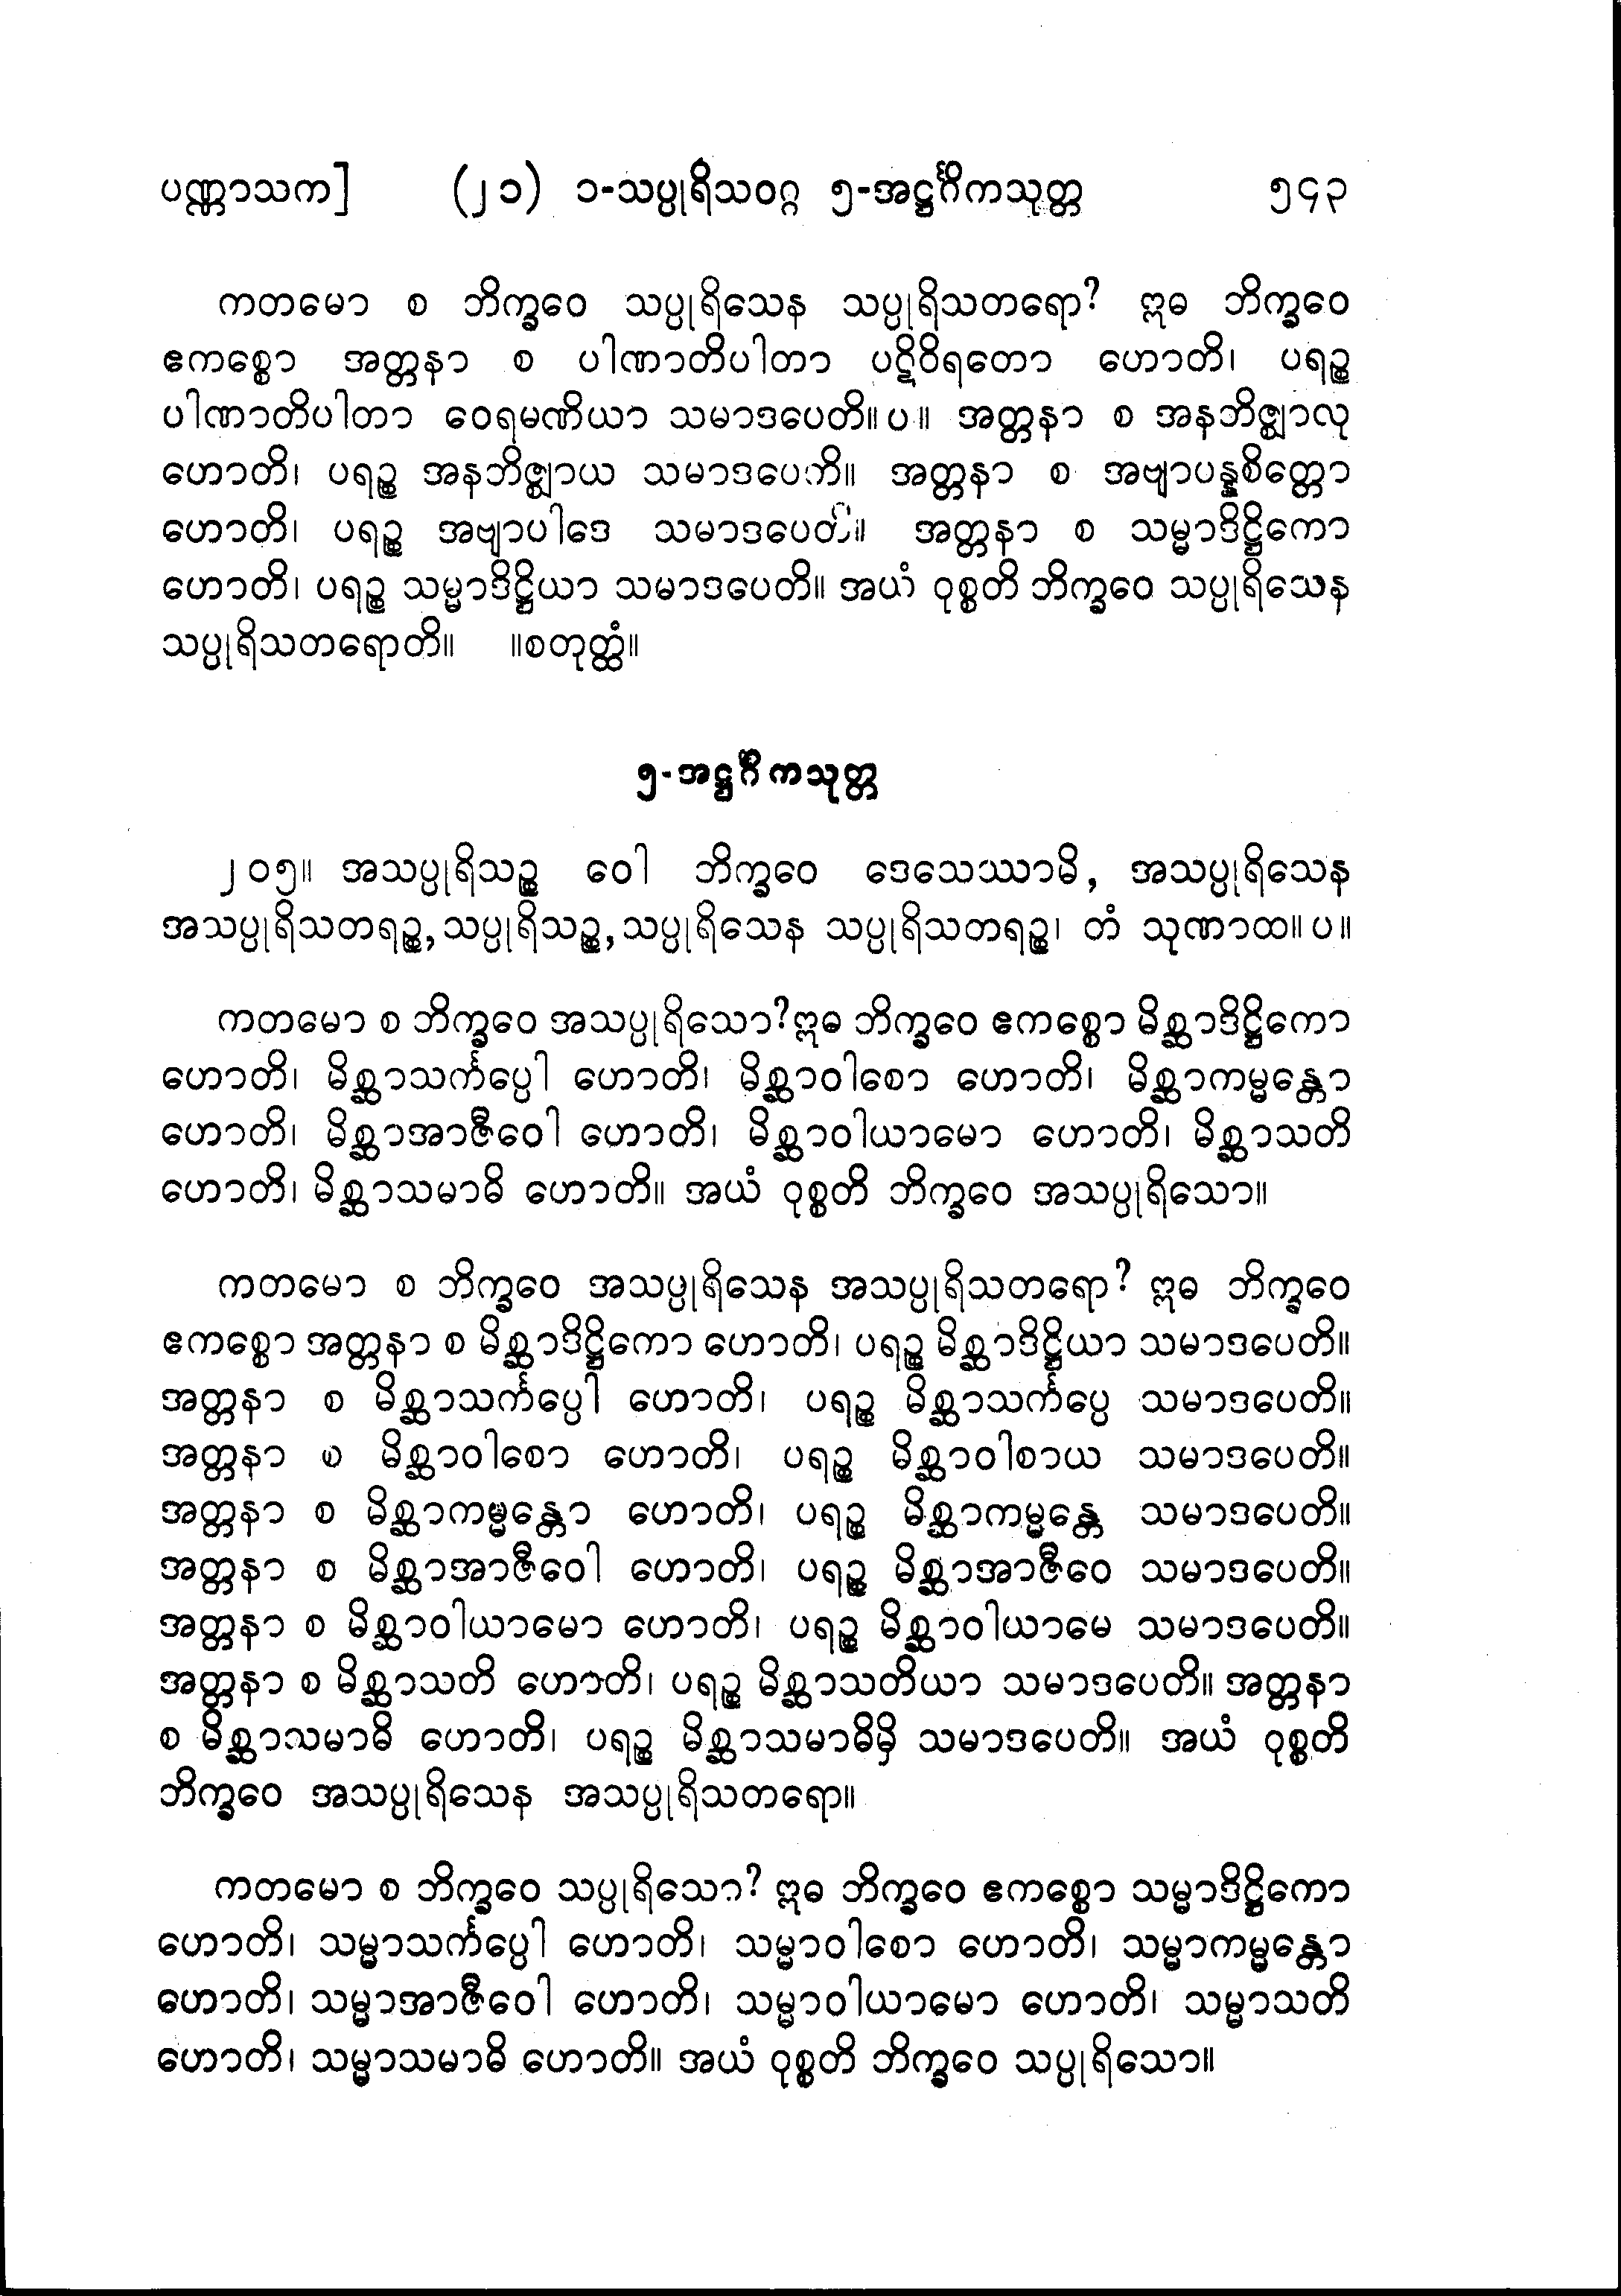 ပဏ္ဏာသက] (၂၁) ၁-သပ္ပုရိသဝဂ္ဂ ၅-အဋ္ဌင်္ဂိကသုတ္တ ၅၄၃
ကတမော စ ဘိက္ခဝေ သပ္ပုရိသေန သပ္ပုရိသတရော? ဣဓ ဘိက္ခဝေ
ဧကစ္စော အတ္တနာ စ ပါဏာတိပါတာ ပဋိဝိရတော ဟောတိ၊ ပရဉ္စ
ပါဏာတိပါတာ ဝေရမဏိယာ သမာဒပေတိ။ပ။ အတ္တနာ စ အနဘိဇ္ဈာလု
ဟောတိ၊ ပရဉ္စ အနဘိဇ္ဈာယ သမာဒပေတိ။ အတ္တနာ စ အဗျာပန္နစိတ္တော
ဟောတိ၊ ပရဉ္စ အဗျာပါဒေ သမာဒပေတိ။ အတ္တနာ စ သမ္မာဒိဋ္ဌိကော
ဟောတိ၊ ပရဉ္စ သမ္မာဒိဋ္ဌိယာ သမာဒပေတိ။ အယံ ဝုစ္စတိ ဘိက္ခဝေ သပ္ပုရိသေန
သပ္ပုရိသတရောတိ။ ။စတုတ္ထံ။
၅-အဋ္ဌင်္ဂိကသုတ္တ
၂၀၅။ အသပ္ပုရိသဉ္စ ဝေါ ဘိက္ခဝေ ဒေသေဿာမိ, အသပ္ပုရိသေန
အသပ္ပုရိသတရဉ္စ, သပ္ပုရိသဉ္စ, သပ္ပုရိသေန သပ္ပုရိသတရဉ္စ၊ တံ သုဏာထ။ပ။
ကတမော စ ဘိက္ခဝေ အသပ္ပုရိသော? ဣဓ ဘိက္ခဝေ ဧကစ္စော မိစ္ဆာဒိဋ္ဌိကော
ဟောတိ၊ မိစ္ဆာသင်္ကပ္ပေါ ဟောတိ၊ မိစ္ဆာဝါစော ဟောတိ၊ မိစ္ဆာကမ္မန္တော
ဟောတိ၊ မိစ္ဆာအာဇီဝေါ ဟောတိ၊ မိစ္ဆာဝါယာမော ဟောတိ၊ မိစ္ဆာသတိ
ဟောတိ၊ မိစ္ဆာသမာဓိ ဟောတိ။ အယံ ဝုစ္စတိ ဘိက္ခဝေ အသပ္ပုရိသော။
ကတမော စ ဘိက္ခဝေ အသပ္ပုရိသေန အသပ္ပုရိသတရော? ဣဓ ဘိက္ခဝေ
ဧကစ္စော အတ္တနာ စ မိစ္ဆာဒိဋ္ဌိကော ဟောတိ၊ ပရဉ္စ မိစ္ဆာဒိဋ္ဌိယာ သမာဒပေတိ။
အတ္တနာ စ မိစ္ဆာသင်္ကပ္ပေါ ဟောတိ၊ ပရဉ္စ မိစ္ဆာသင်္ကပ္ပေ သမာဒပေတိ။
အတ္တနာ စ မိစ္ဆာဝါစော ဟောတိ၊ ပရဉ္စ မိစ္ဆာဝါစာယ သမာဒပေတိ။
အတ္တနာ စ မိစ္ဆာကမ္မန္တော ဟောတိ၊ ပရဉ္စ မိစ္ဆာကမ္မန္တေ သမာဒပေတိ။
အတ္တနာ စ မိစ္ဆာအာဇီဝေါ ဟောတိ၊ ပရဉ္စ မိစ္ဆာအာဇီဝေ သမာဒပေတိ။
အတ္တနာ စ မိစ္ဆာဝါယာမော ဟောတိ၊ ပရဉ္စ မိစ္ဆာဝါယာမေ သမာဒပေတိ။
အတ္တနာ စ မိစ္ဆာသတိ ဟောတိ၊ ပရဉ္စ မိစ္ဆာသတိယာ သမာဒပေတိ။ အတ္တနာ
စ မိစ္ဆာသမာဓိ ဟောတိ၊ ပရဉ္စ မိစ္ဆာသမာဓိမှိ သမာဒပေတိ။ အယံ ဝုစ္စတိ
ဘိက္ခဝေ အသပ္ပုရိသေန အသပ္ပုရိသတရော။
ကတမော စ ဘိက္ခဝေ သပ္ပုရိသော? ဣဓ ဘိက္ခဝေ ဧကစ္စော သမ္မာဒိဋ္ဌိကော
ဟောတိ၊ သမ္မာသင်္ကပ္ပေါ ဟောတိ၊ သမ္မာဝါစော ဟောတိ၊ သမ္မာကမ္မန္တော
ဟောတိ၊ သမ္မာအာဇီဝေါ ဟောတိ၊ သမ္မာဝါယာမော ဟောတိ၊ သမ္မာသတိ
ဟောတိ၊ သမ္မာသမာဓိ ဟောတိ။ အယံ ဝုစ္စတိ ဘိက္ခဝေ သပ္ပုရိသော။